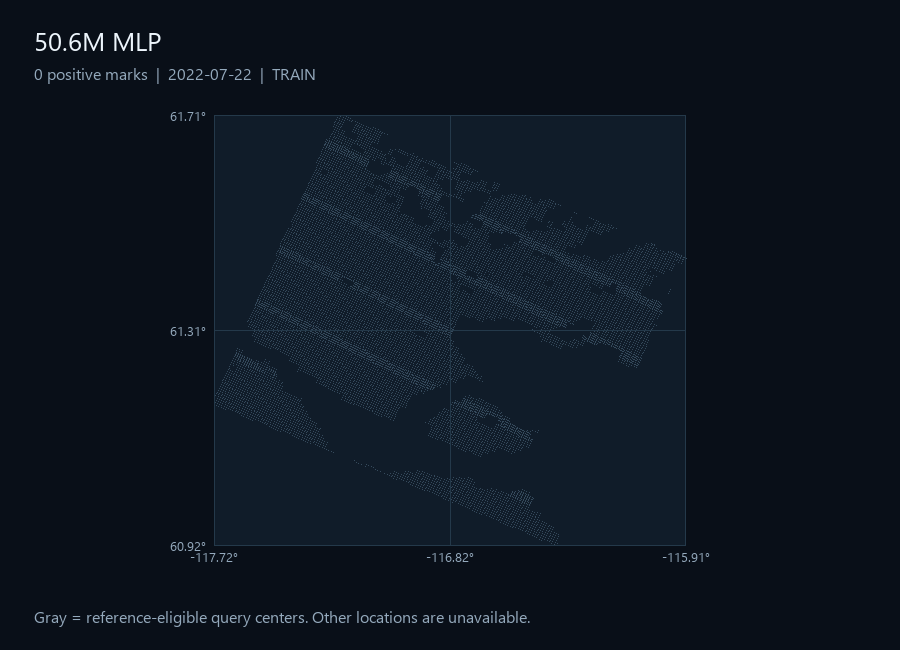 50.6M MLP
0 positive marks | 2022-07-22 | TRAIN
61.71°
61.31°
60.92°
-117.72°
-116.82°
-115.91°
Gray = reference-eligible query centers. Other locations are unavailable.